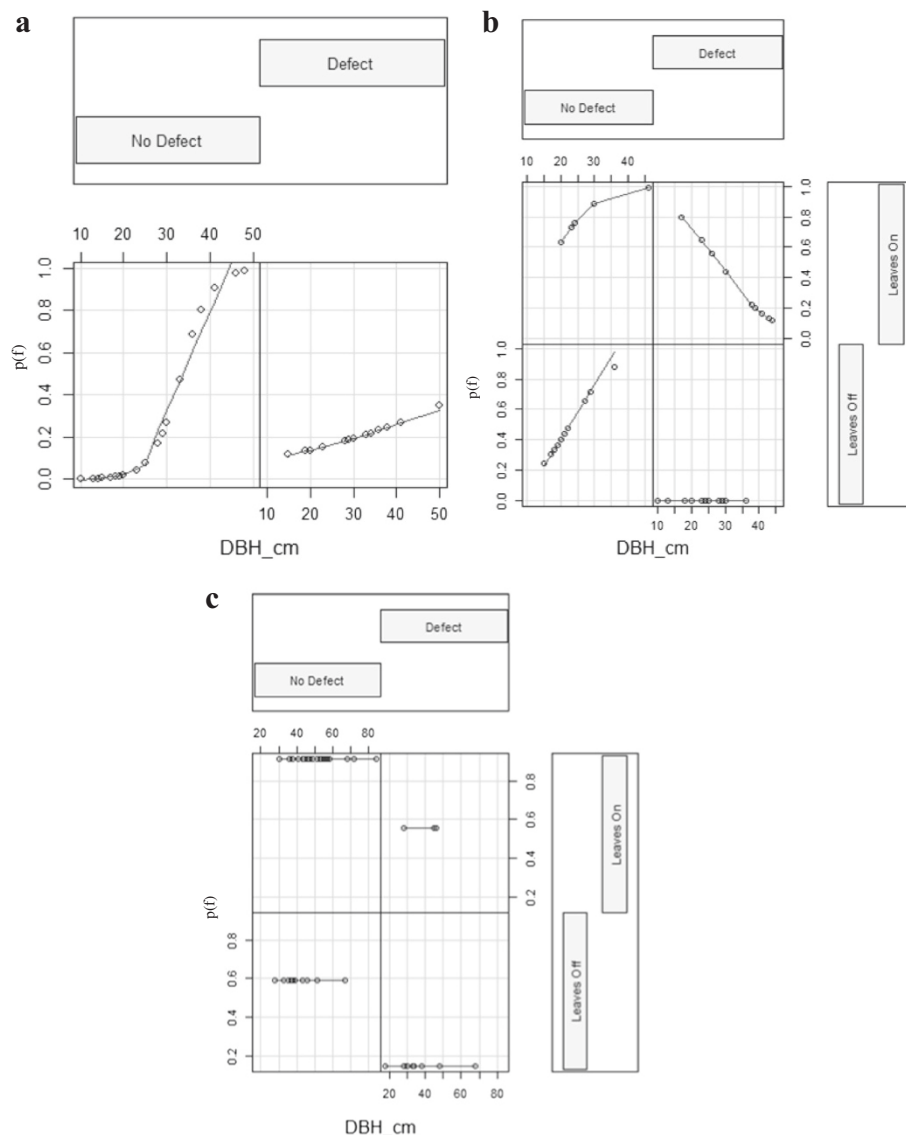 a
Defect
No Defect
10 20 30 40 50
p(f)
1.0
0.8
0.6
0.4
0.2
0.0
10 20 30 40 50
DBH_cm
b
Defect
No Defect
10 20 30 40
1.0
0.8
0.6
0.4
0.2
0.0
Leaves On
p(f)
1.0
0.8
0.6
0.4
0.2
0.0
Leaves Off
10 20 30 40
DBH_cm
c
Defect
No Defect
20 40 60 80
0.8
0.6
0.4
0.2
Leaves On
p(f)
0.8
0.6
0.4
0.2
Leaves Off
20 40 60 80
DBH_cm